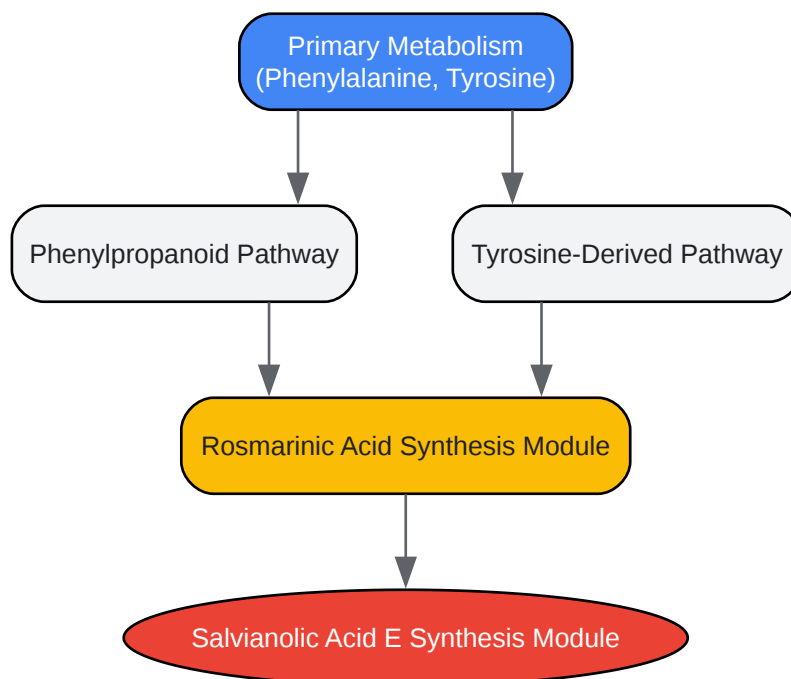 Primary Metabolism
(Phenylalanine, Tyrosine)
Phenylpropanoid Pathway
Tyrosine-Derived Pathway
Rosmarinic Acid Synthesis Module
Salvianolic Acid E Synthesis Module